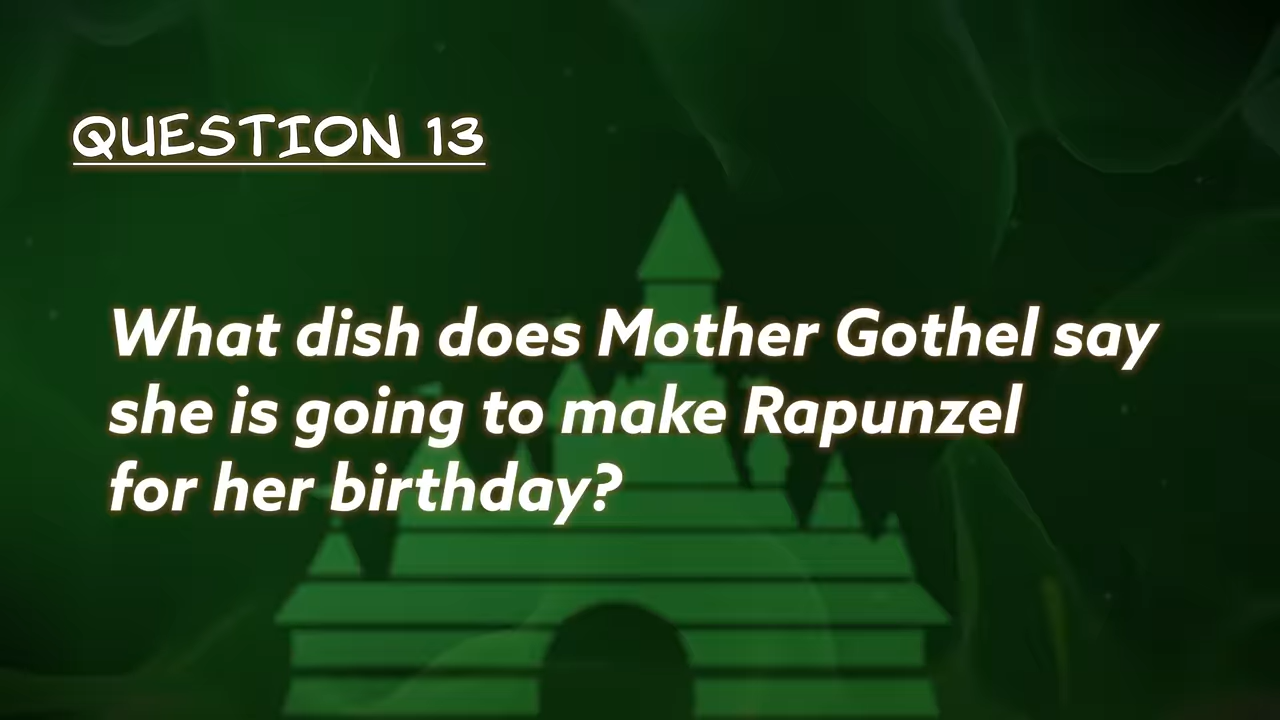 QUESTION 13
What dish does Mother Gothel say
she is going to make Rapunzel
for her birthday?